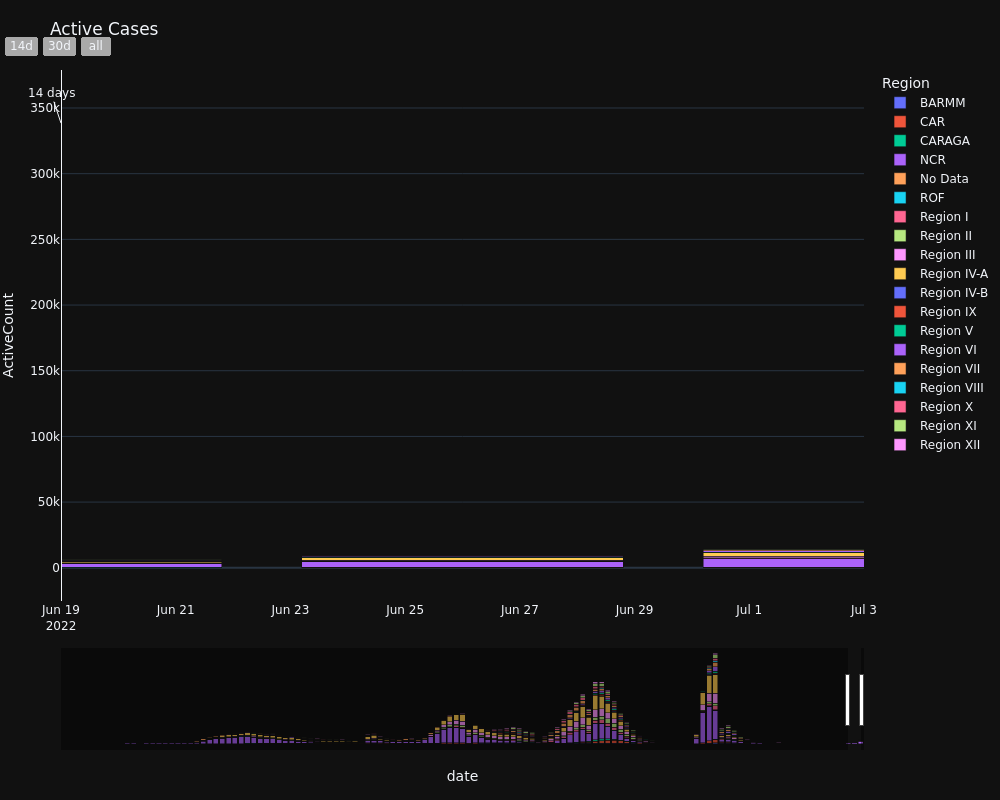 Active Cases
14d 30d all
14 days
350k
300k
250k
200k
150k
100k
50k
0
ActiveCount
Jun 19 Jun 21 Jun 23 Jun 25 Jun 27 Jun 29 Jul 1 Jul 3
2022
date
Region
BARMM
CAR
CARAGA
NCR
No Data
ROF
Region I
Region II
Region III
Region IV-A
Region IV-B
Region IX
Region V
Region VI
Region VII
Region VIII
Region X
Region XI
Region XII